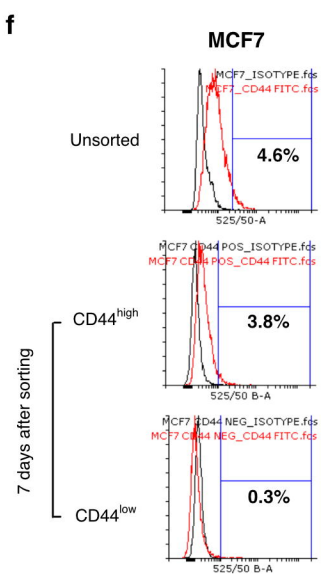 f
MCF7
MCF7_ISOTYPE.fcs
MCF7_CD44 FITC.fcs
Unsorted
4.6%
525/50-A
MCF7 CD44 POS_ISOTYPE.fcs
MCF7 CD44 POS_CD44 FITC.fcs
CD44high
3.8%
525/50 B-A
7 days after sorting
MCF7 CD44 NEG_ISOTYPE.fcs
MCF7 CD44 NEG_CD44 FITC.fcs
0.3%
CD44low
525/50 B-A